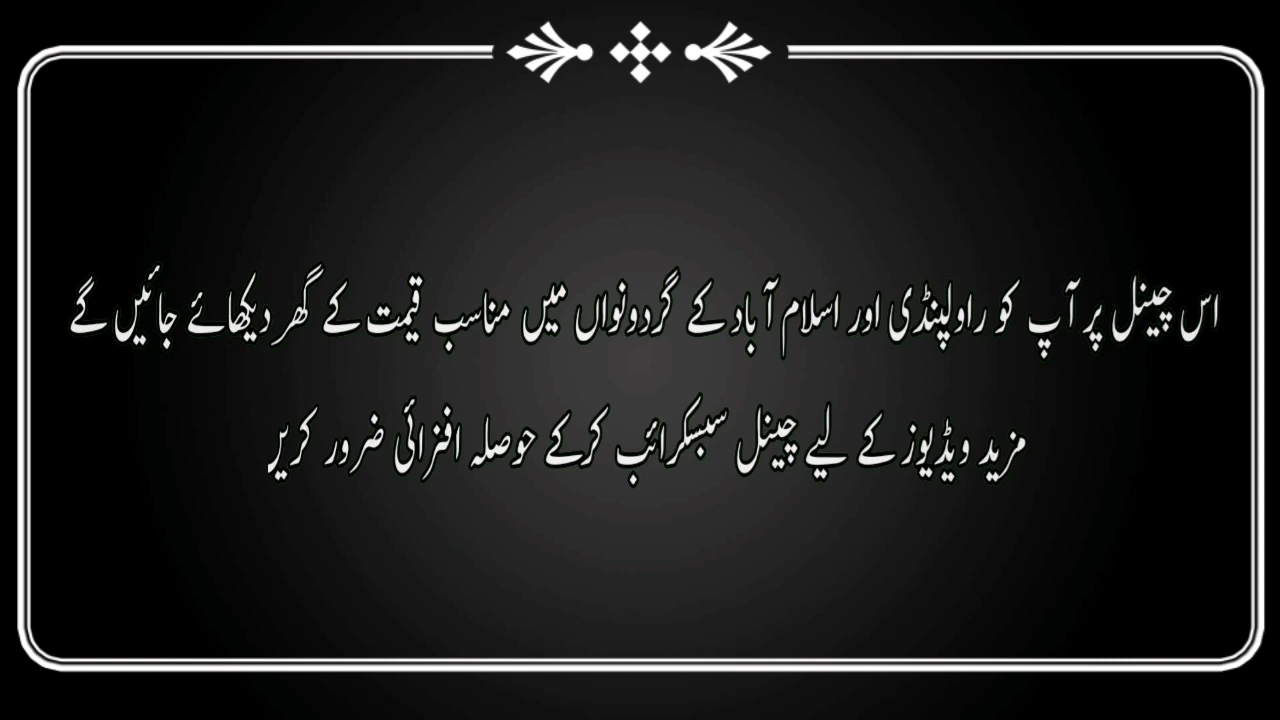 اس چینل پر آپ کو راولپنڈی اور اسلام آباد کے گردونواں میں مناسب قیمت کے گھر دیکھائے جائیں گے
مزید ویڈیوز کے لیے چینل سبسکرائب کرکے حوصلہ افزائی ضرور کریں